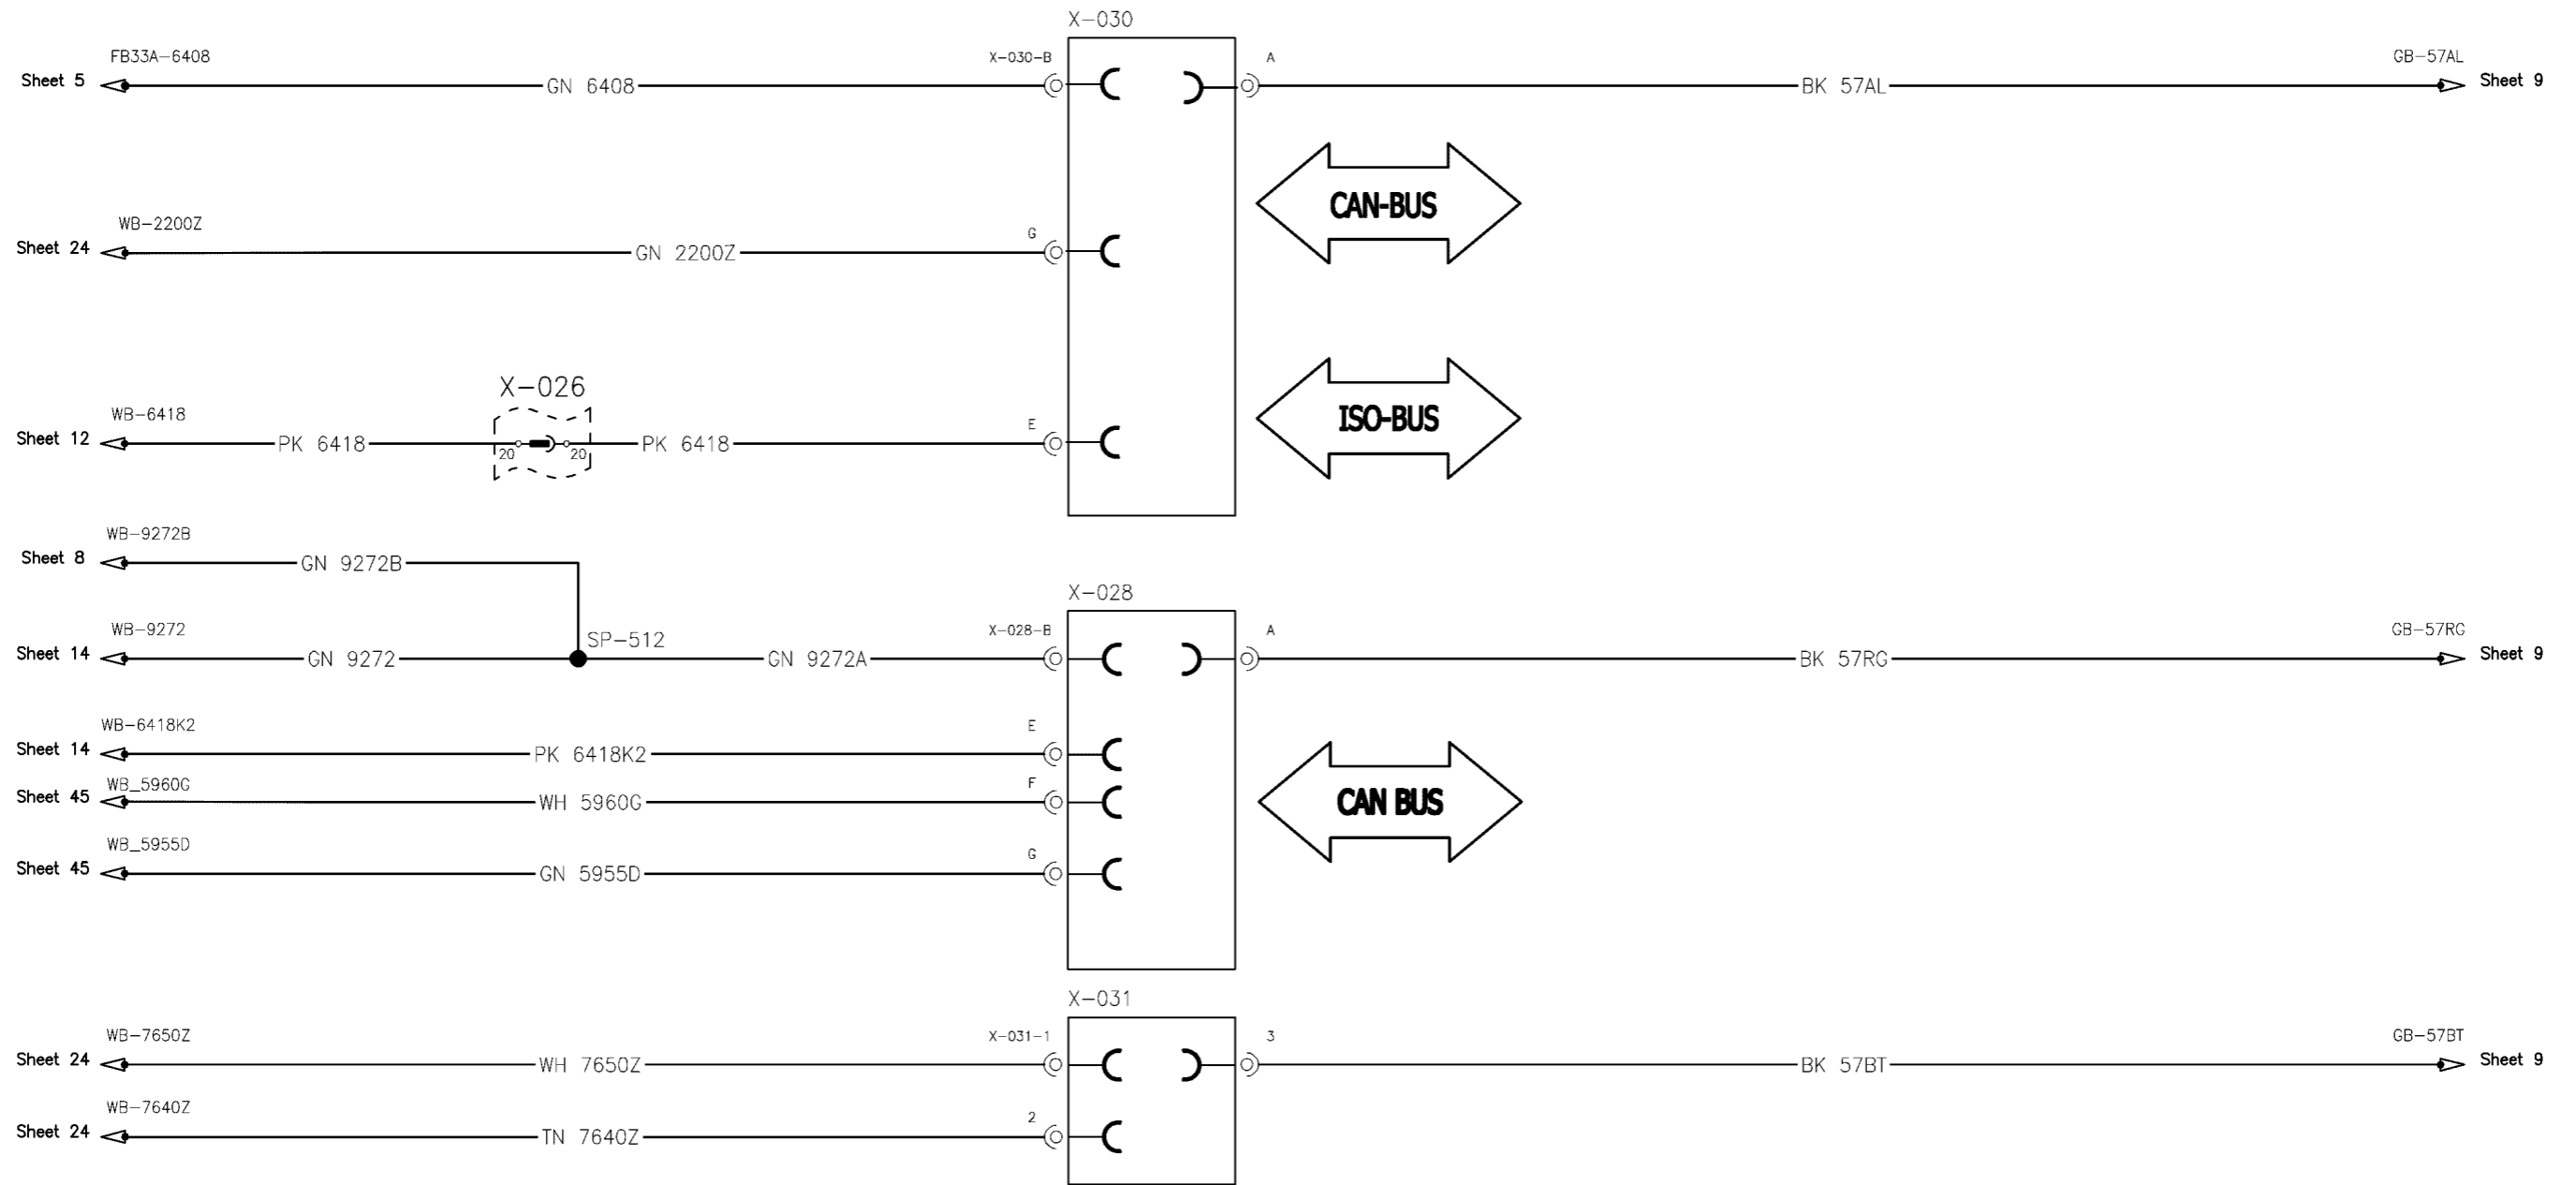 X-030
FB33A-6408
X-030-B
A
GB-57AL
Sheet 5
GN 6408
BK 57AL
Sheet 9
CAN-BUS
WB-2200Z
G
Sheet 24
GN 2200Z
X-026
WB-6418
E
ISO-BUS
Sheet 12
PK 6418
20
20
PK 6418
WB-9272B
Sheet 8
GN 9272B
X-028
WB-9272
SP-512
X-028-B
A
GB-57RG
Sheet 14
GN 9272
GN 9272A
BK 57RG
Sheet 9
WB-6418K2
E
Sheet 14
PK 6418K2
WB_5960G
F
Sheet 45
WH 5960G
CAN BUS
WB_5955D
G
Sheet 45
GN 5955D
X-031
WB-7650Z
X-031-1
3
GB-57BT
Sheet 24
WH 7650Z
BK 57BT
Sheet 9
WB-7640Z
2
Sheet 24
TN 7640Z